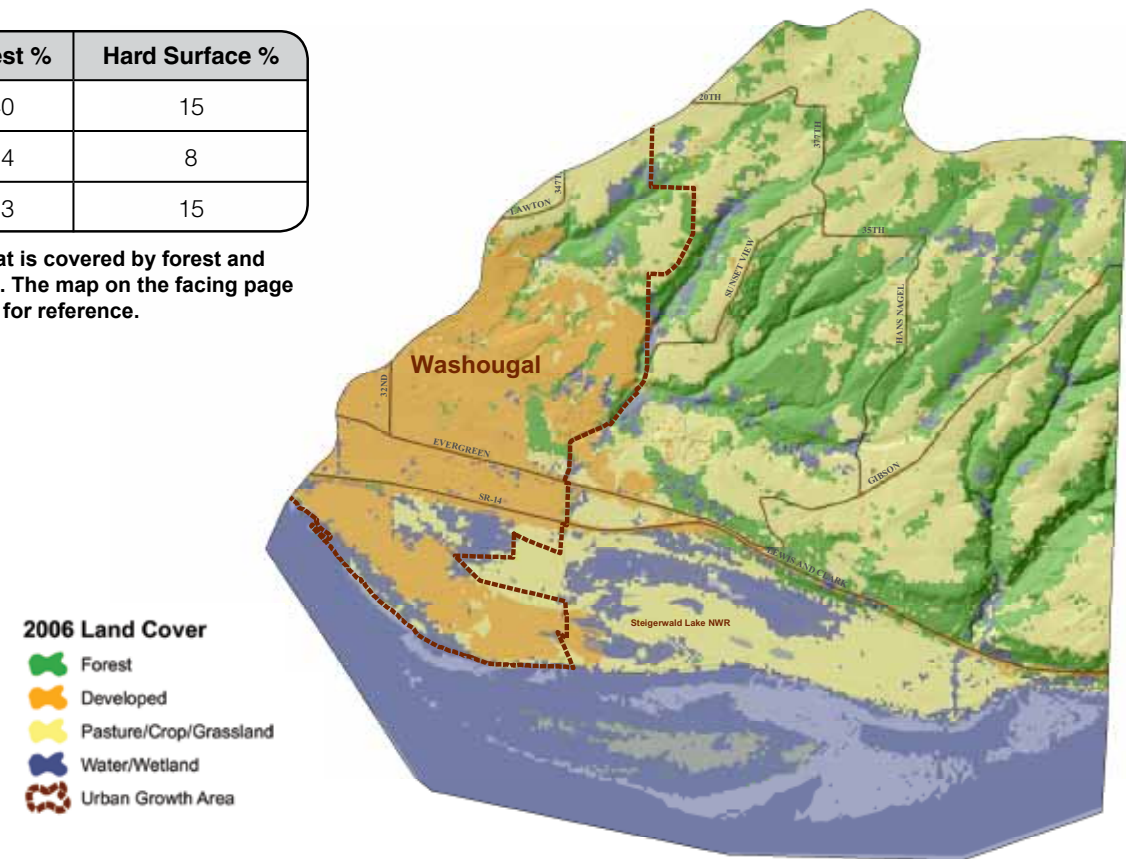 est % Hard Surface %
0 15
4 8
3 15
at is covered by forest and
. The map on the facing page
for reference.
20TH
377TH
347T
LAWTON
35TH
SUNSET VIEW
HANS NAGEL
Washougal
32ND
EVERGREEN
GIBSON
SR-14
LEWIS AND CLARK
Steigerwald Lake NWR
2006 Land Cover
Forest
Developed
Pasture/Crop/Grassland
Water/Wetland
Urban Growth Area